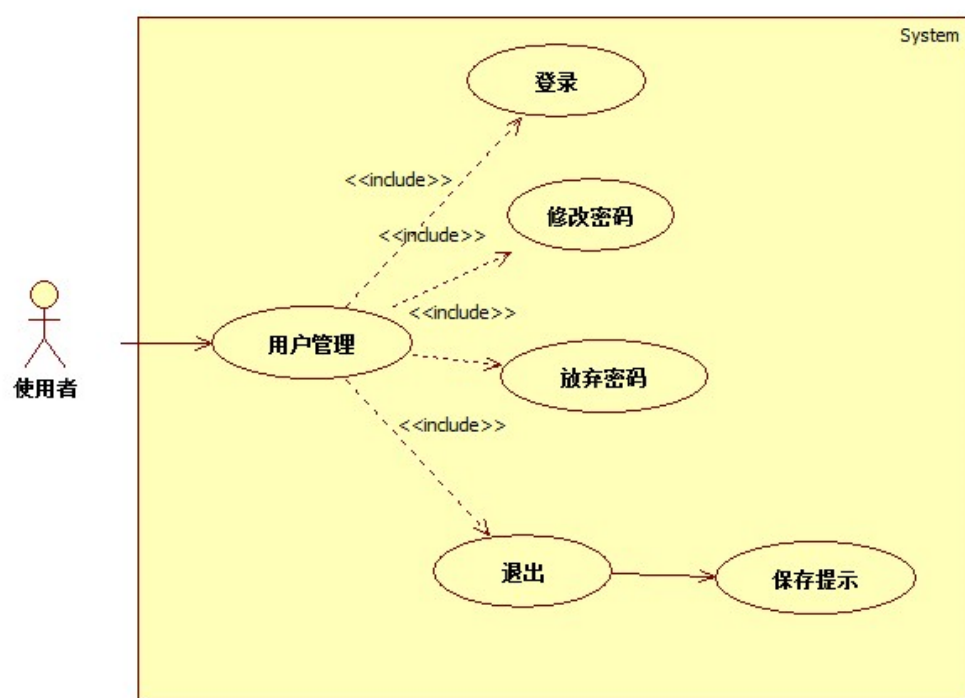 System
登录
<<include>>
修改密码
<<include>>
<<include>>
用户管理
放弃密码
使用者
<<include>>
退出
保存提示